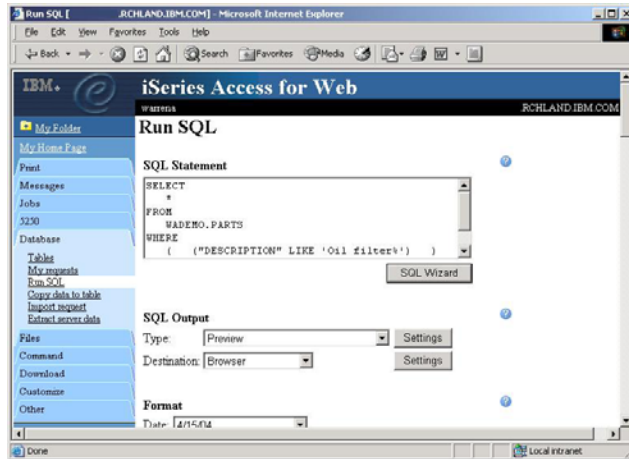 Run SQL [ .RCHLAND.IBM.COM] - Microsoft Internet Explorer
File Edit View Favorites Tools Help
Back Search Favorites Media
IBM. iSeries Access for Web
warrena .RCHLAND.IBM.COM
My Folder
My Home Page
Print
Messages
Jobs
5250
Database
Tables
My requests
Run SQL
Copy data to table
Import request
Extract server data
Files
Command
Download
Customize
Other
Run SQL
SQL Statement
SELECT
*
FROM
WADEMO.PARTS
WHERE
( ("DESCRIPTION" LIKE 'Oil filter%') )
SQL Wizard
SQL Output
Type: Preview Settings
Destination: Browser Settings
Format
Date: 4/15/04
Done Local intranet